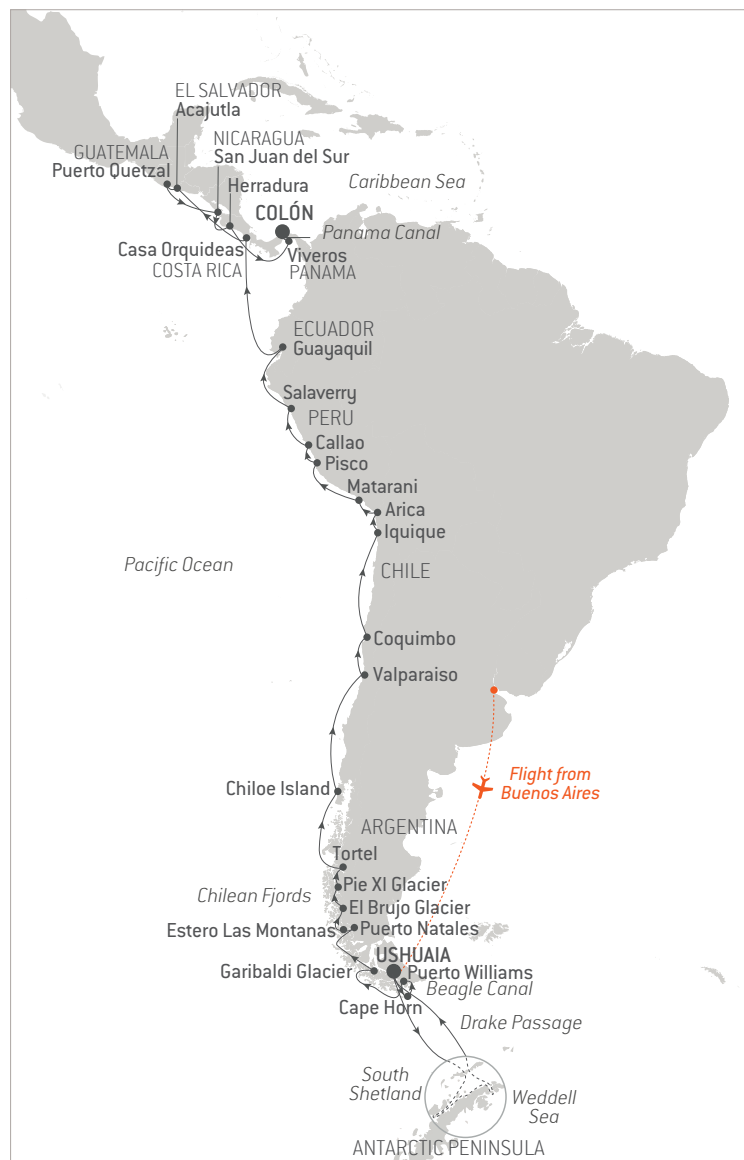 EL SALVADOR
Acajutla
NICARAGUA
San Juan del Sur
GUATEMALA
Puerto Quetzal
Herradura
Caribbean Sea
COLÓN
Panama Canal
Casa Orquideas
COSTA RICA
Viveros
PANAMA
ECUADOR
Guayaquil
Salaverry
PERU
Callao
Pisco
Matarani
Arica
Iquique
Pacific Ocean
CHILE
Coquimbo
Valparaiso
Flight from
Buenos Aires
Chiloe Island
ARGENTINA
Tortel
Pie XI Glacier
Chilean Fjords
El Brujo Glacier
Estero Las Montanas
Puerto Natales
USHUAIA
Garibaldi Glacier
Puerto Williams
Beagle Canal
Cape Horn
Drake Passage
South
Shetland
Weddell
Sea
ANTARCTIC PENINSULA